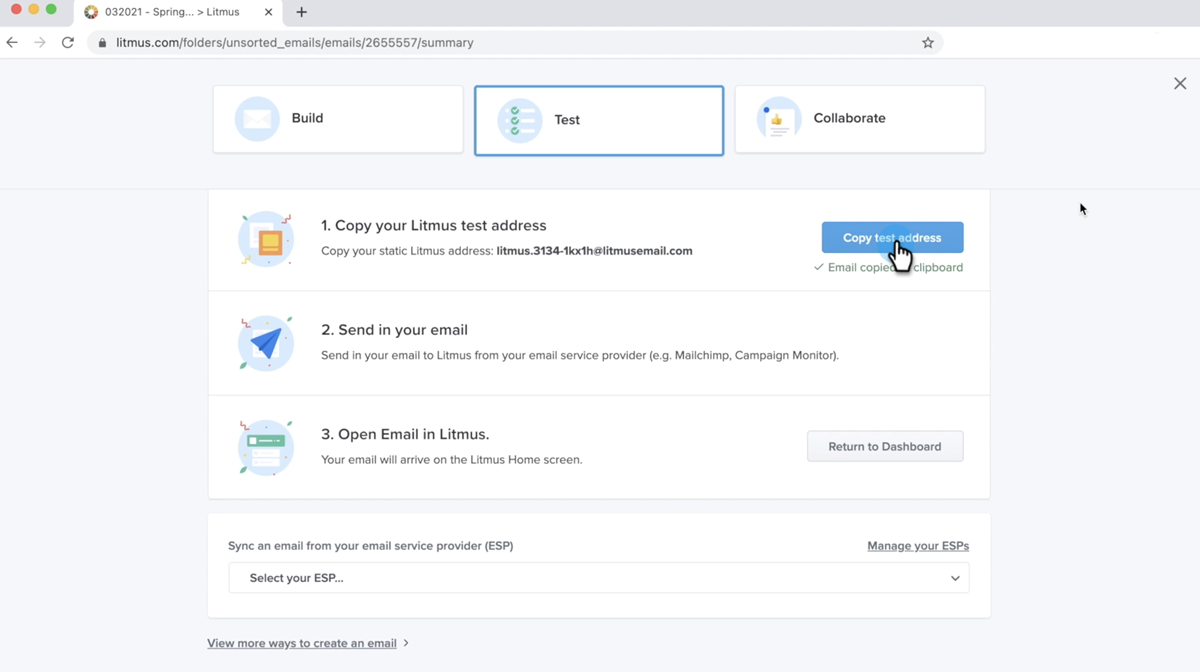 032021 - Spring... > Litmus
litmus.com/folders/unsorted_emails/emails/2655557/summary
Build
Test
Collaborate
1. Copy your Litmus test address
Copy your static Litmus address: litmus.3134-1kx1h@litmusemail.com
Copy test address
Email copied clipboard
2. Send in your email
Send in your email to Litmus from your email service provider (e.g. Mailchimp, Campaign Monitor).
3. Open Email in Litmus.
Your email will arrive on the Litmus Home screen.
Return to Dashboard
Sync an email from your email service provider (ESP)
Manage your ESPs
Select your ESP...
View more ways to create an email